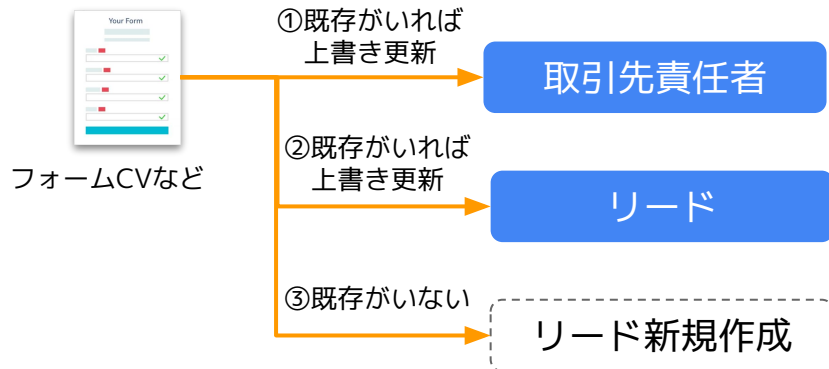 Your Form
フォームCVなど
①既存がいれば
上書き更新
取引先責任者
②既存がいれば
上書き更新
リード
③既存がいない
リード新規作成